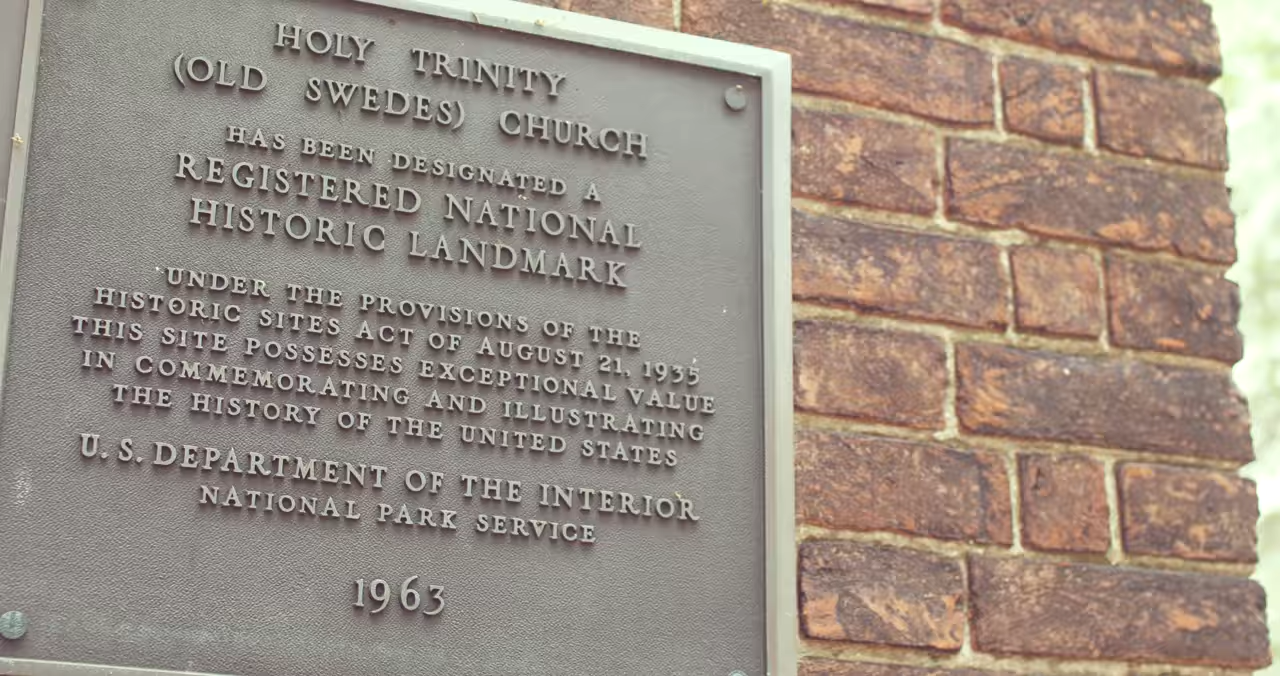 HOLY TRINITY
(OLD SWEDES) CHURCH
HAS BEEN DESIGNATED A
REGISTERED NATIONAL
HISTORIC LANDMARK
UNDER THE PROVISIONS OF THE
HISTORIC SITES ACT OF AUGUST 21, 1935
THIS SITE POSSESSES EXCEPTIONAL VALUE
IN COMMEMORATING AND ILLUSTRATING
THE HISTORY OF THE UNITED STATES
U.S. DEPARTMENT OF THE INTERIOR
NATIONAL PARK SERVICE
1963